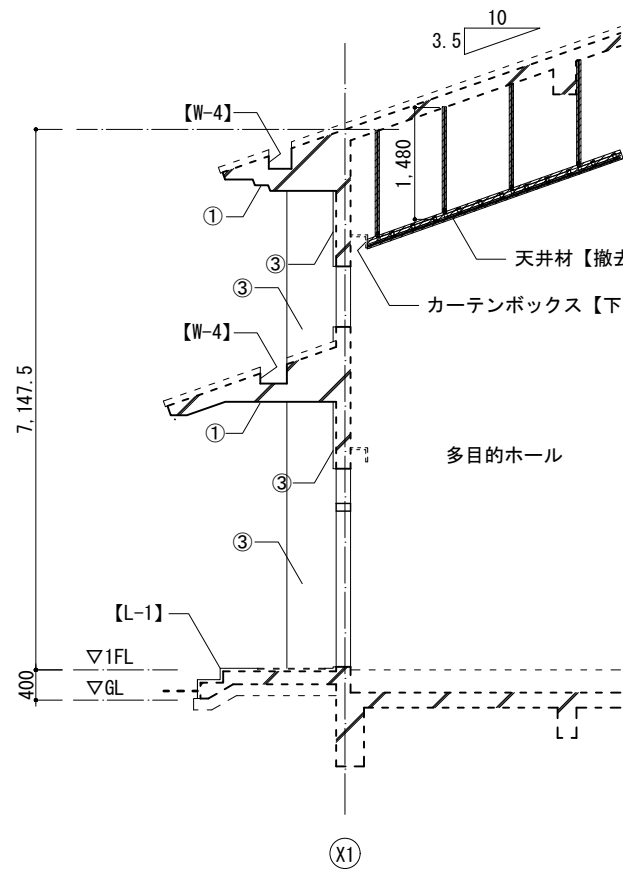 10
3.5
【W-4】
1,480
①
③
天井材【撤去
③
カーテンボックス【下
【W-4】
7,147.5
①
多目的ホール
③
③
【L-1】
▽1FL
400
▽GL
X1